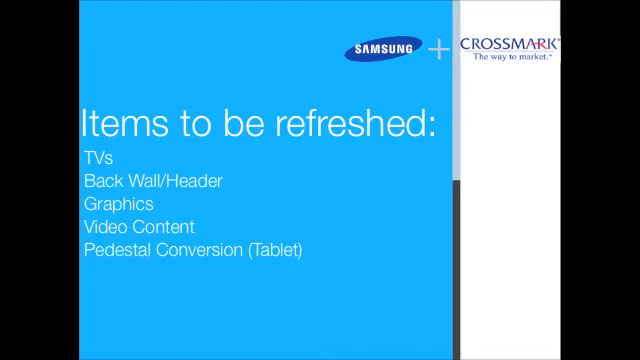 SAMSUNG + CROSSMARK
The way to market.™
Items to be refreshed:
TVs
Back Wall/Header
Graphics
Video Content
Pedestal Conversion (Tablet)